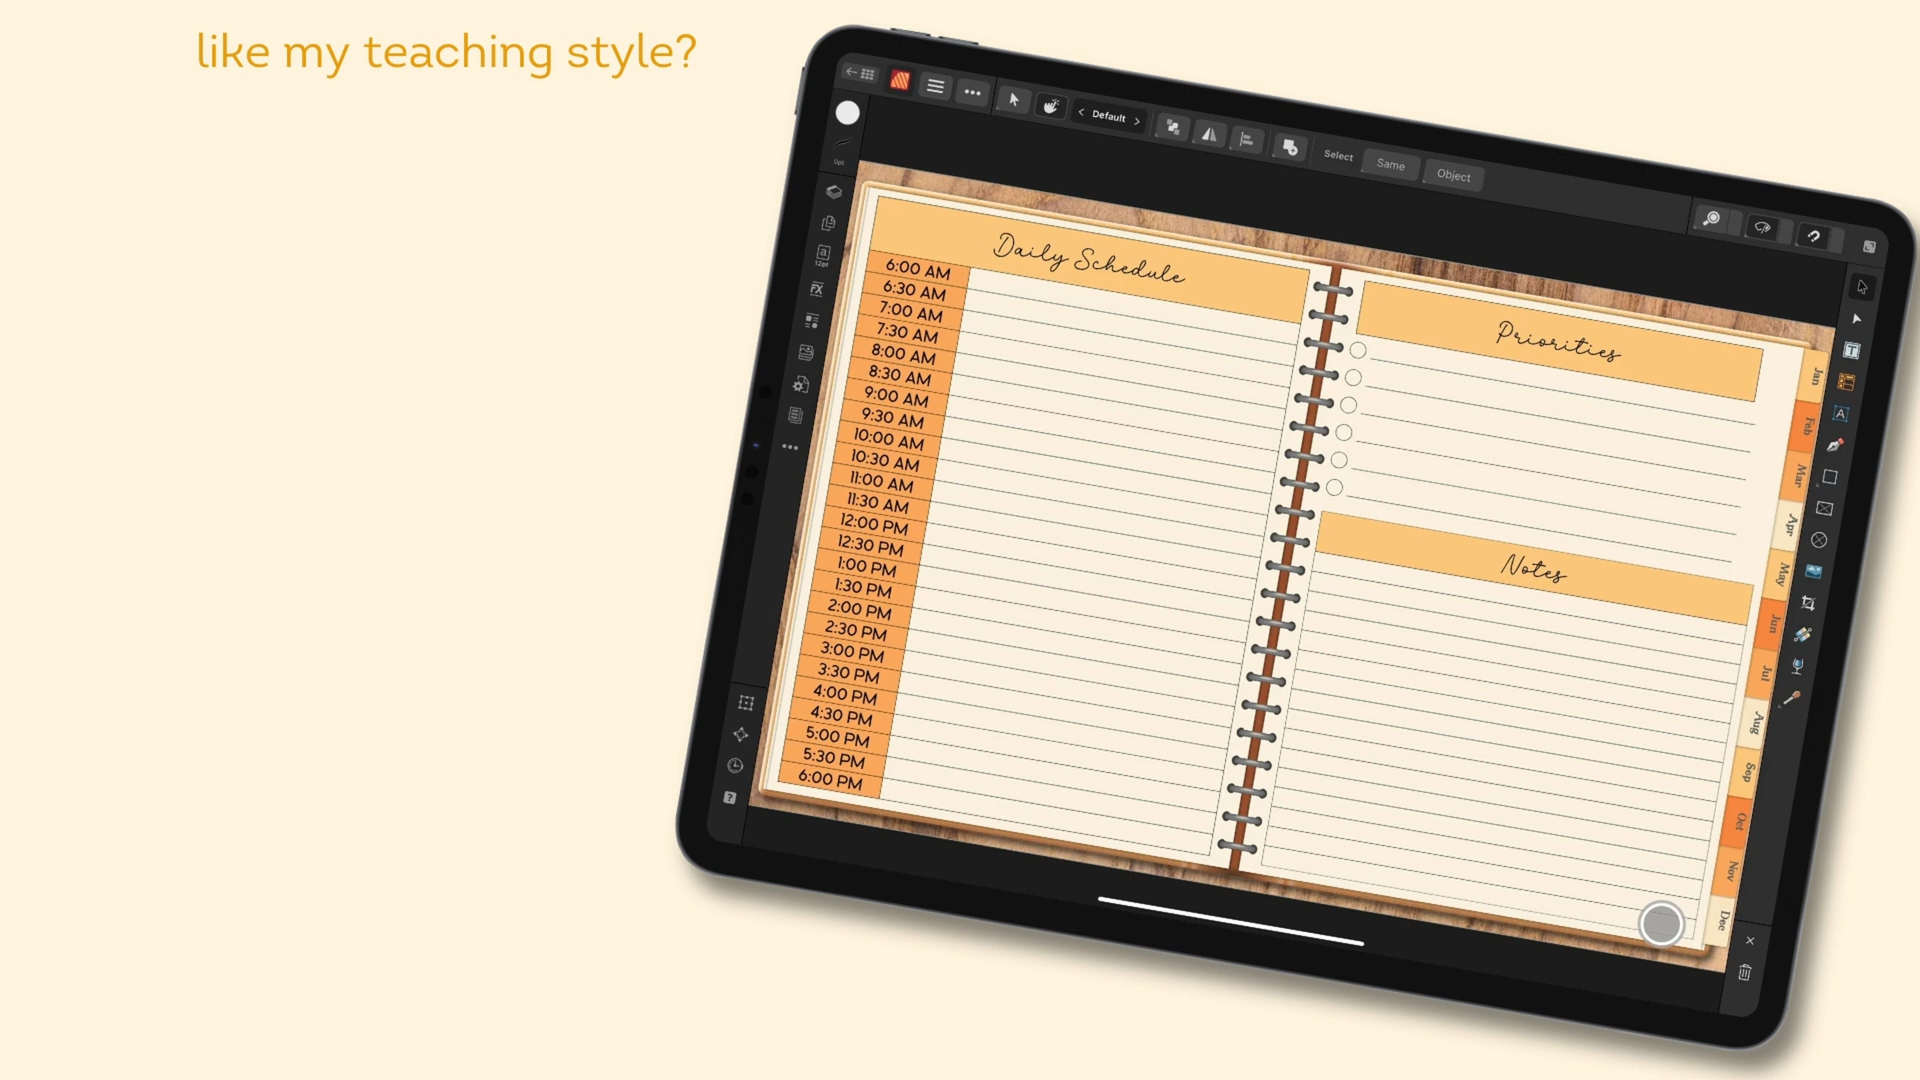 like my teaching style?
Default
Select
Same
Object
0pt
a
12pt
FX
Daily Schedule
6:00 AM
6:30 AM
7:00 AM
7:30 AM
8:00 AM
8:30 AM
9:00 AM
9:30 AM
10:00 AM
10:30 AM
11:00 AM
11:30 AM
12:00 PM
12:30 PM
1:00 PM
1:30 PM
2:00 PM
2:30 PM
3:00 PM
3:30 PM
4:00 PM
4:30 PM
5:00 PM
5:30 PM
6:00 PM
Priorities
Notes
Jan
Feb
Mar
Apr
May
Jun
Jul
Aug
Sep
Oct
Nov
Dec
T
A
?